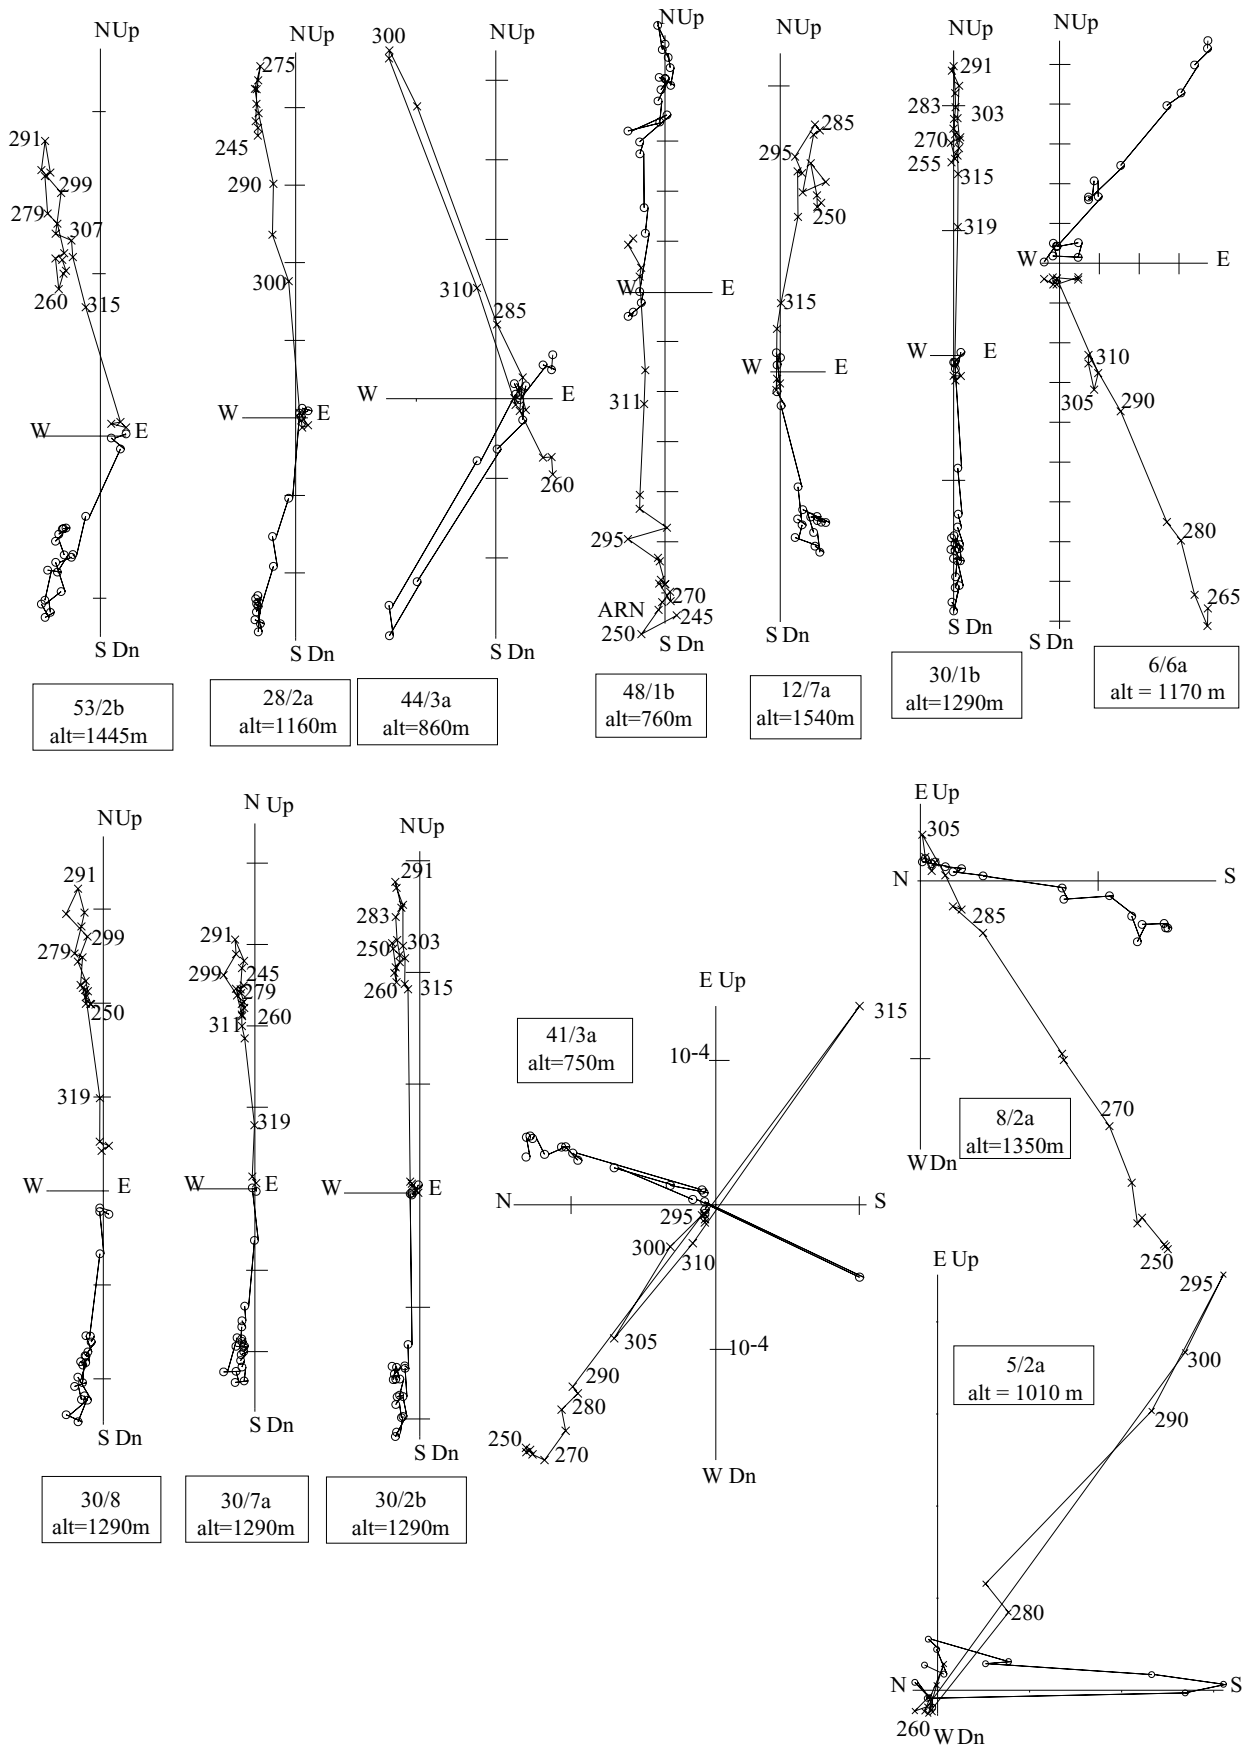 NUp
291
299
279
307
260
315
W
E
S Dn
53/2b
alt=1445m
NUp
275
245
290
300
W
E
S Dn
28/2a
alt=1160m
300
NUp
310
285
W
E
260
44/3a
alt=860m
NUp
W
E
311
295
270
ARN
245
250
S Dn
48/1b
alt=760m
NUp
285
295
250
315
W
E
12/7a
alt=1540m
NUp
291
283
303
270
255
315
319
W
E
30/1b
alt=1290m
NUp
W
E
310
305
290
280
265
S Dn
6/6a
alt = 1170 m
NUp
291
299
279
250
319
W
E
S Dn
30/8
alt=1290m
N Up
291
299
245
279
260
311
319
W
E
S Dn
30/7a
alt=1290m
NUp
291
283
303
250
260
315
W
E
S Dn
30/2b
alt=1290m
E Up
315
41/3a
alt=750m
10-4
N
S
295
300
310
305
10-4
290
280
250
270
W Dn
E Up
305
N
S
285
270
8/2a
alt=1350m
W Dn
250
E Up
295
300
5/2a
alt = 1010 m
290
280
N
S
260
W Dn